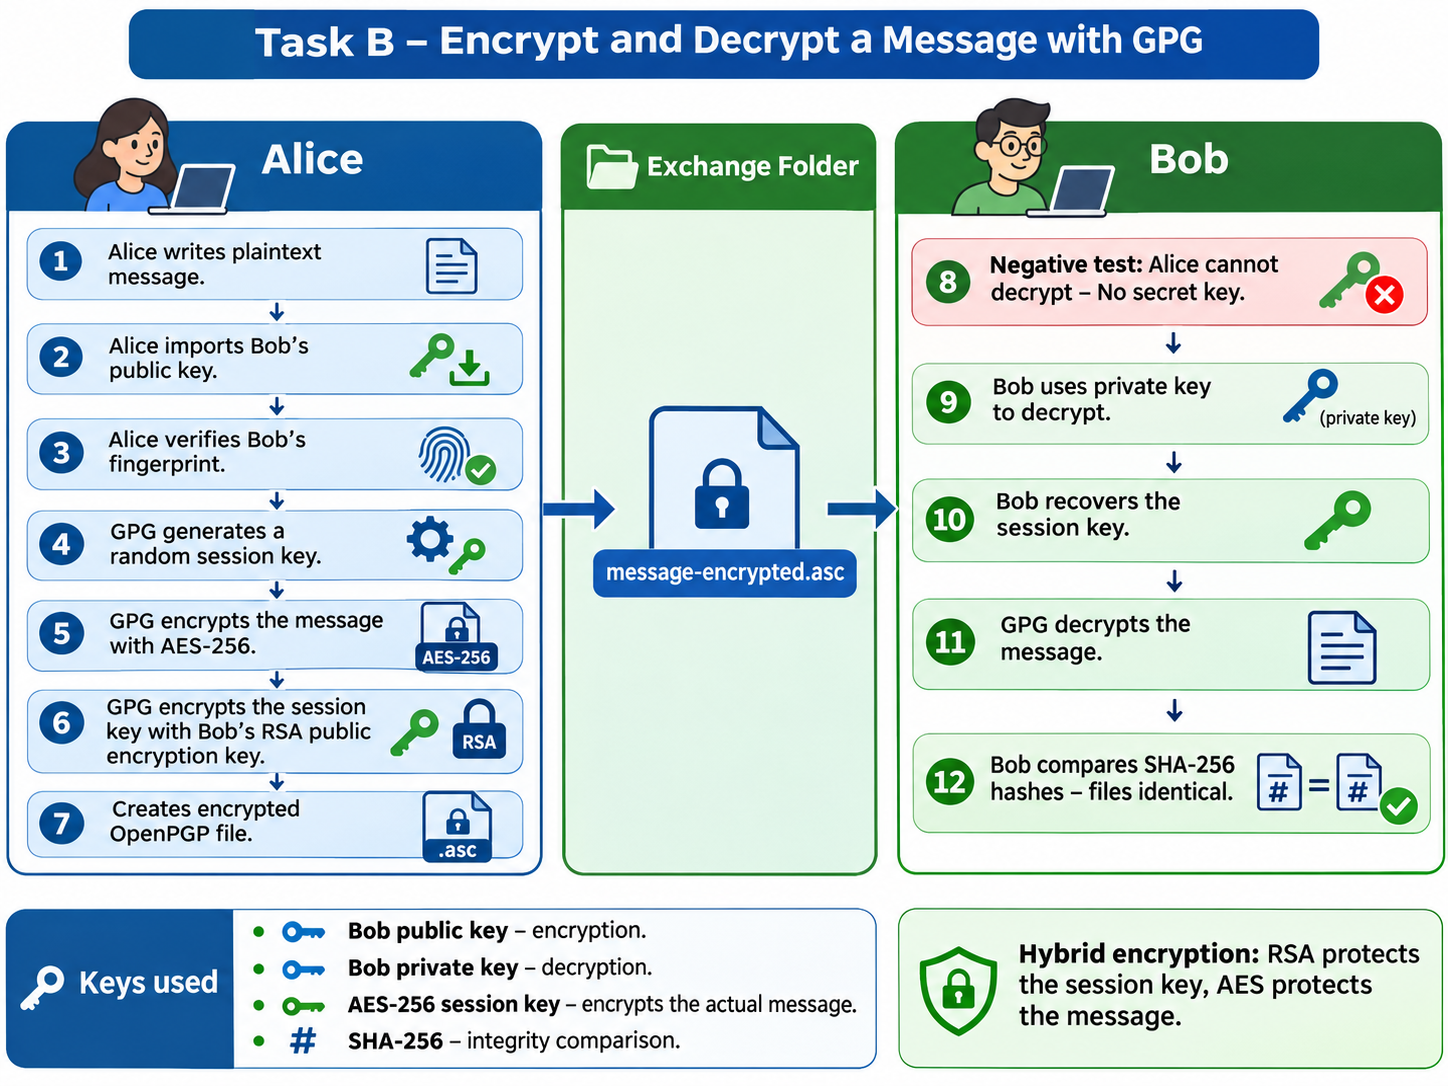 Task B – Encrypt and Decrypt a Message with GPG
Alice
1
Alice writes plaintext
message.
2
Alice imports Bob's
public key.
3
Alice verifies Bob's
fingerprint.
4
GPG generates a
random session key.
5
GPG encrypts the message
with AES-256.
AES-256
6
GPG encrypts the session
key with Bob's RSA public
encryption key.
RSA
7
Creates encrypted
OpenPGP file.
.asc
Exchange Folder
message-encrypted.asc
Bob
8
Negative test: Alice cannot
decrypt – No secret key.
9
Bob uses private key
to decrypt.
(private key)
10
Bob recovers the
session key.
11
GPG decrypts the
message.
12
Bob compares SHA-256
hashes – files identical.
# = #
Keys used
Bob public key – encryption.
Bob private key – decryption.
AES-256 session key – encrypts the actual message.
# SHA-256 – integrity comparison.
Hybrid encryption: RSA protects
the session key, AES protects
the message.